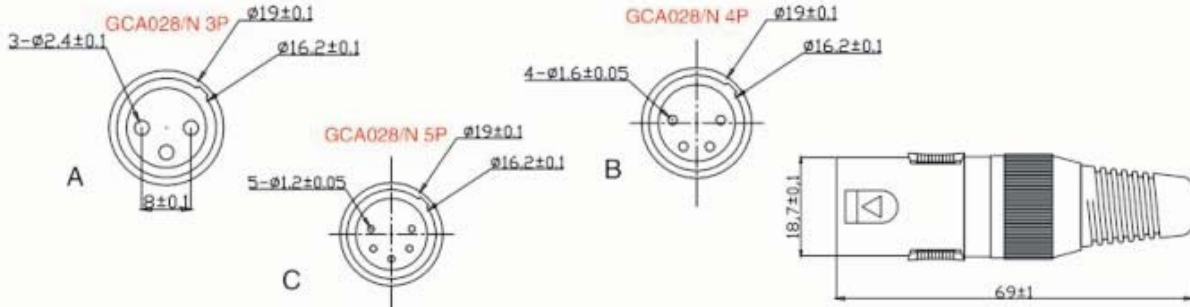 GCA028/N 3P
ø19±0.1
3-ø2.4±0.1
ø16.2±0.1
A
8±0.1
GCA028/N 5P
ø19±0.1
ø16.2±0.1
5-ø1.2±0.05
C
GCA028/N 4P
ø19±0.1
ø16.2±0.1
4-ø1.6±0.05
B
18.7±0.1
69±1